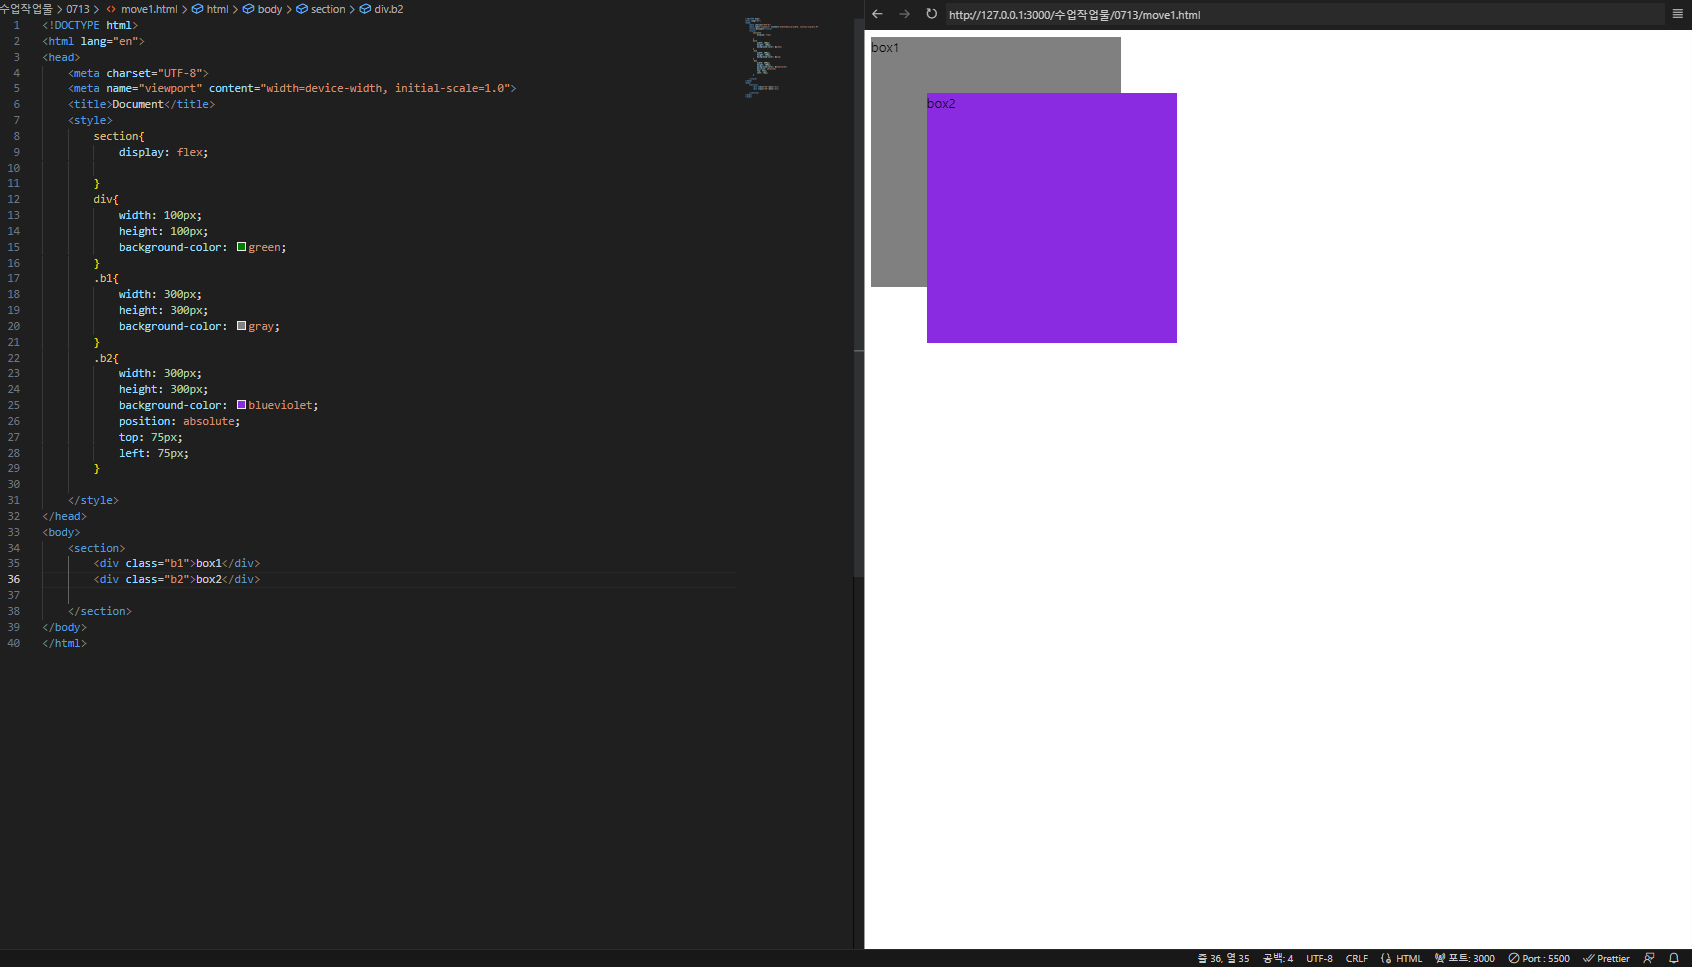 수업작업물 > 0713 > move1.html > html > body > section > div.b2
1 <!DOCTYPE html>
2 <html lang="en">
3 <head>
4 <meta charset="UTF-8">
5 <meta name="viewport" content="width=device-width, initial-scale=1.0">
6 <title>Document</title>
7 <style>
8 section{
9 display: flex;
10
11 }
12 div{
13 width: 100px;
14 height: 100px;
15 background-color: green;
16 }
17 .b1{
18 width: 300px;
19 height: 300px;
20 background-color: gray;
21 }
22 .b2{
23 width: 300px;
24 height: 300px;
25 background-color: blueviolet;
26 position: absolute;
27 top: 75px;
28 left: 75px;
29 }
30
31 </style>
32 </head>
33 <body>
34 <section>
35 <div class="b1">box1</div>
36 <div class="b2">box2</div>
37
38 </section>
39 </body>
40 </html>
http://127.0.0.1:3000/수업작업물/0713/move1.html
box1
box2
줄 36, 열 35 공백: 4 UTF-8 CRLF HTML 포트: 3000 Port : 5500 Prettier